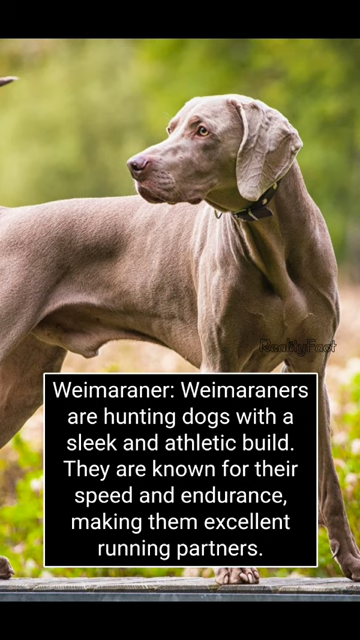 RealityFact
Weimaraner: Weimaraners
are hunting dogs with a
sleek and athletic build.
They are known for their
speed and endurance,
making them excellent
running partners.